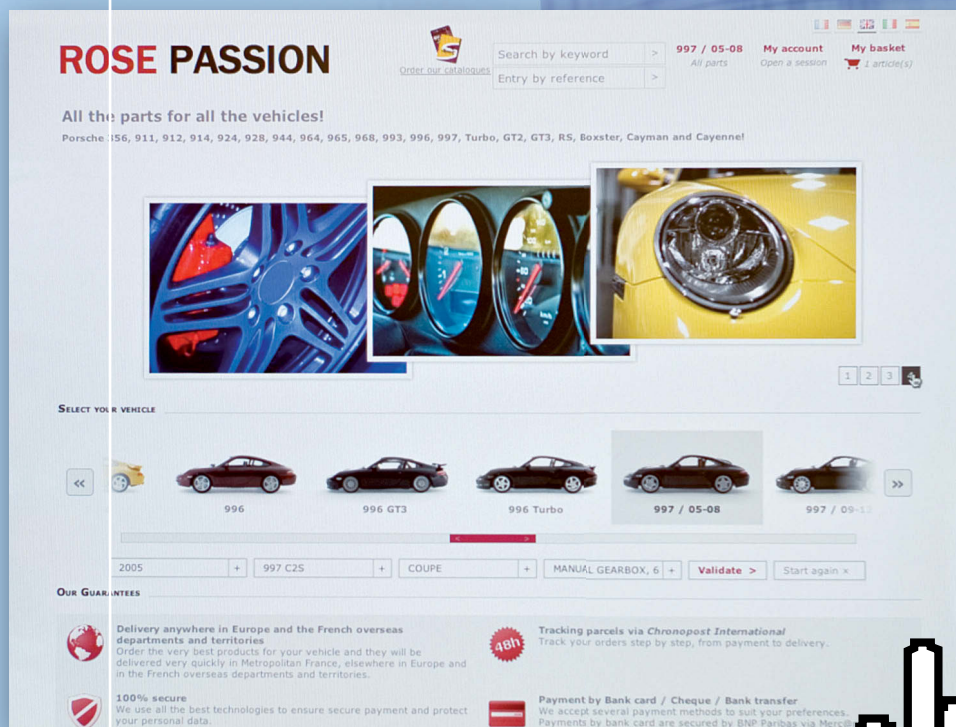 ROSE PASSION
Order our catalogues
Search by keyword >
Entry by reference >
997 / 05-08
All parts
My account
Open a session
My basket
1 article(s)
All the parts for all the vehicles!
Porsche 356, 911, 912, 914, 924, 928, 944, 964, 965, 968, 993, 996, 997, Turbo, GT2, GT3, RS, Boxster, Cayman and Cayenne!
1 2 3
SELECT YOUR VEHICLE
« »
996
996 GT3
996 Turbo
997 / 05-08
997 / 09-12
< >
2005 +
997 C2S +
COUPE +
MANUAL GEARBOX, 6 +
Validate >
Start again ×
OUR GUARANTEES
Delivery anywhere in Europe and the French overseas
departments and territories
Order the very best products for your vehicle and they will be
delivered very quickly in Metropolitan France, elsewhere in Europe and
in the French overseas departments and territories.
48h
Tracking parcels via Chronopost International
Track your orders step by step, from payment to delivery.
100% secure
We use all the best technologies to ensure secure payment and protect
your personal data.
Payment by Bank card / Cheque / Bank transfer
We accept several payment methods to suit your preferences.
Payments by bank card are secured by BNP Paribas via